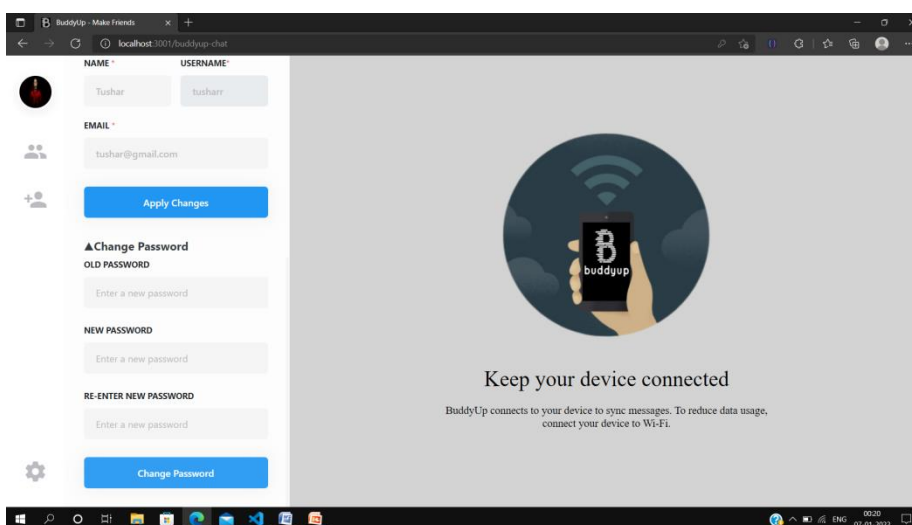 BuddyUp - Make Friends
localhost:3001/buddyup-chat
NAME * USERNAME*
Tushar tusharr
EMAIL *
tushar@gmail.com
Apply Changes
▲Change Password
OLD PASSWORD
Enter a new password
NEW PASSWORD
Enter a new password
RE-ENTER NEW PASSWORD
Enter a new password
Change Password
B
buddyup
Keep your device connected
BuddyUp connects to your device to sync messages. To reduce data usage,
connect your device to Wi-Fi.
ENG
00:20
07-01-2022